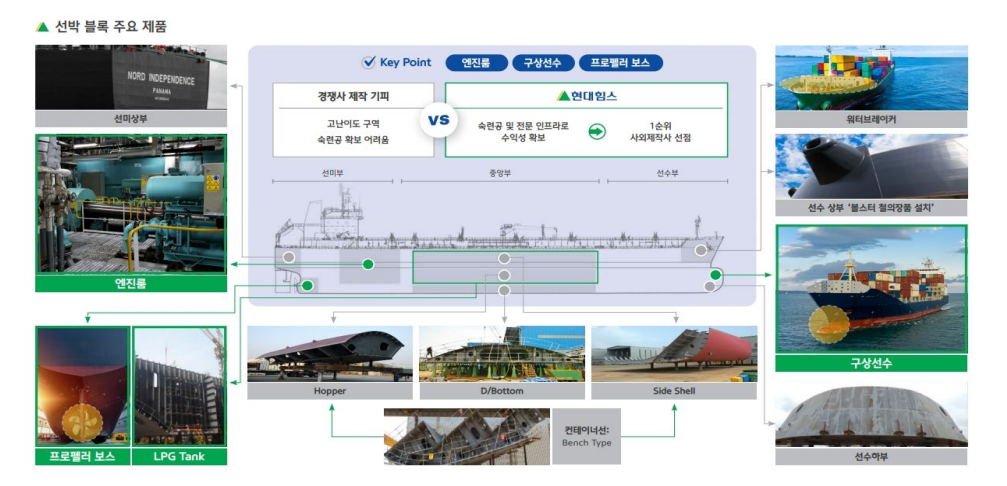 선박 블록 주요 제품
Key Point
엔진룸
구상선수
프로펠러 보스
경쟁사 제작 기피
고난이도 구역
숙련공 확보 어려움
VS
현대힘스
숙련공 및 전문 인프라로
수익성 확보
1순위
사외제작사 선점
선미부
중앙부
선수부
NORD INDEPENDENCE
PANAMA
선미상부
엔진룸
프로펠러 보스
LPG Tank
Hopper
D/Bottom
Side Shell
컨테이너선:
Bench Type
워터브레이커
선수 상부 '볼스터 철의장품 설치'
구상선수
선수하부